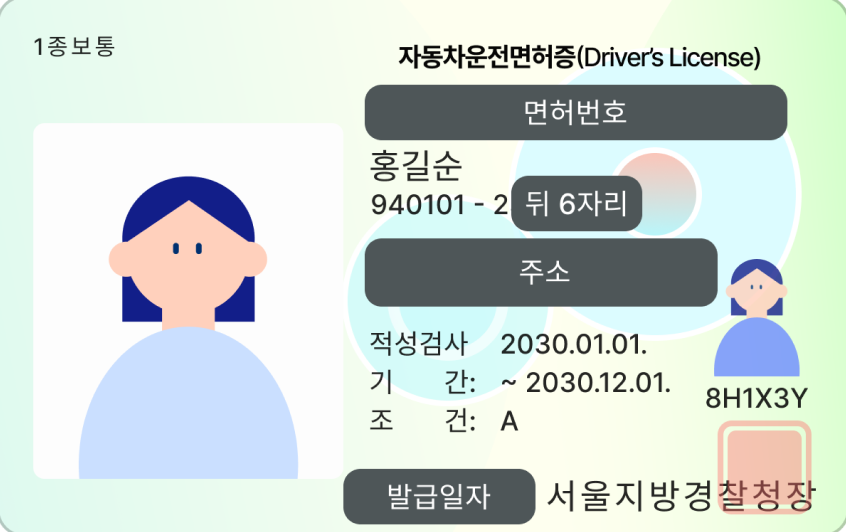 1종보통
자동차운전면허증(Driver's License)
면허번호
홍길순
940101 - 2 뒤 6자리
주소
적성검사 2030.01.01.
기 간: ~ 2030.12.01.
조 건: A
8H1X3Y
발급일자 서울지방경찰청장